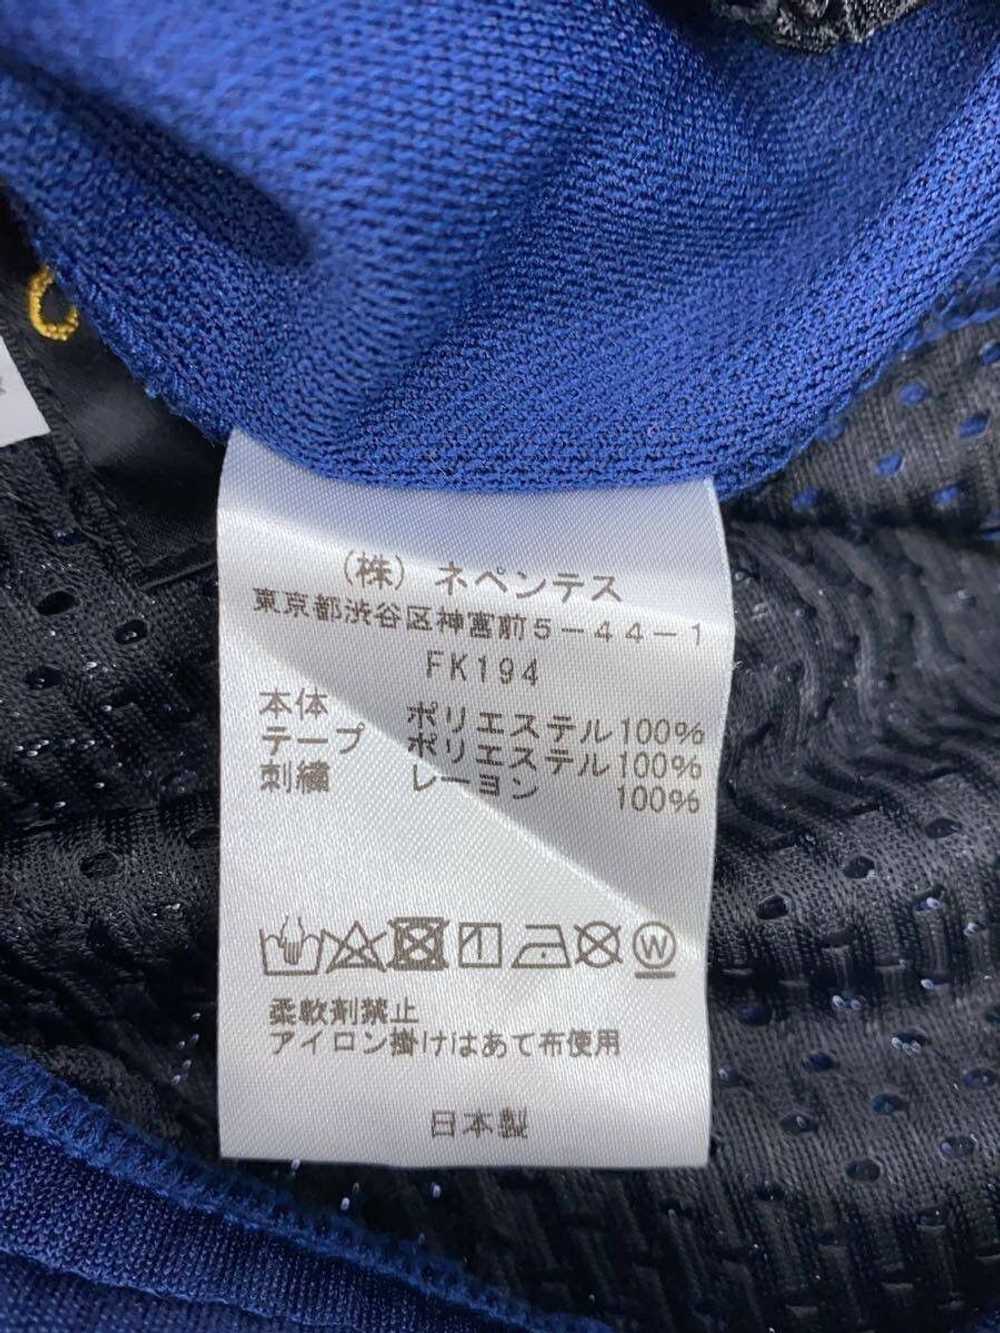 (株) ネペンテス
東京都渋谷区神宮前5-44-1
FK194
本体 ポリエステル100%
テープ ポリエステル100%
刺繍 レーヨン 100%
1 W
柔軟剤禁止
アイロン掛けはあて布使用
日本製